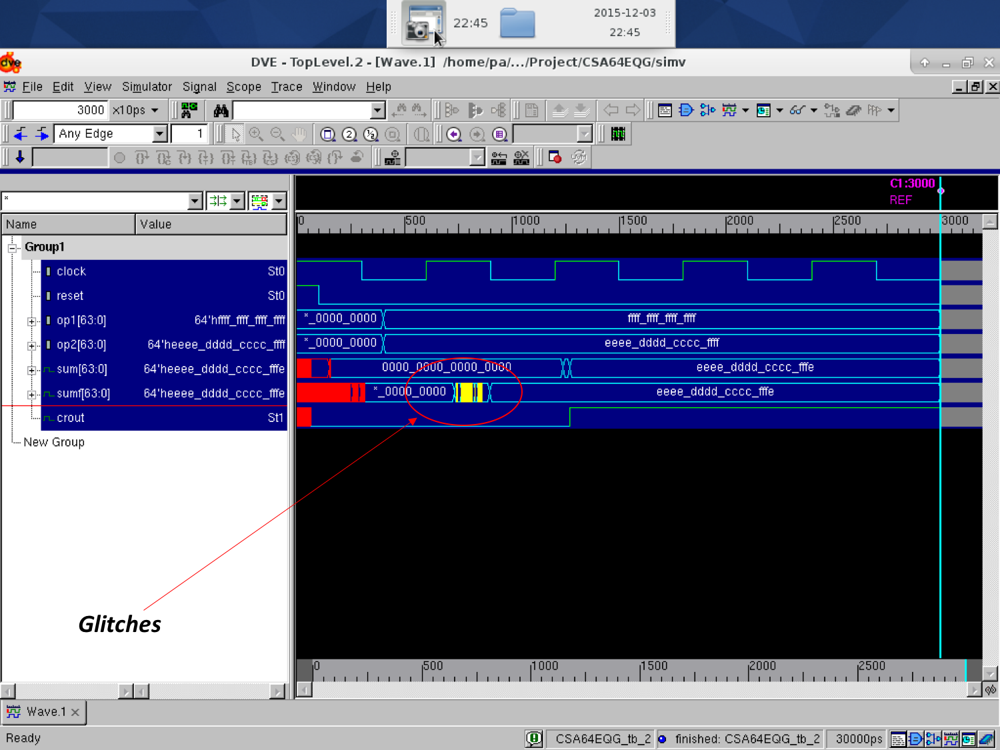 22:45
2015-12-03
22:45
dve
DVE - TopLevel.2 - [Wave.1] /home/pa/.../Project/CSA64EQG/simv
File Edit View Simulator Signal Scope Trace Window Help
3000 x10ps
Any Edge 1
C1:3000
REF
*
Name Value
0 500 1000 1500 2000 2500 3000
Group1
clock St0
reset St0
op1[63:0] 64'hffff_ffff_ffff_ffff *_0000_0000 ffff_ffff_ffff_ffff
op2[63:0] 64'heeee_dddd_cccc_ffff *_0000_0000 eeee_dddd_cccc_ffff
sum[63:0] 64'heeee_dddd_cccc_fffe 0000_0000_0000_0000 eeee_dddd_cccc_fffe
sumf[63:0] 64'heeee_dddd_cccc_fffe *_0000_0000 eeee_dddd_cccc_fffe
crout St1
New Group
Glitches
0 500 1000 1500 2000 2500
Wave.1
Ready CSA64EQG_tb_2 finished: CSA64EQG_tb_2 30000ps